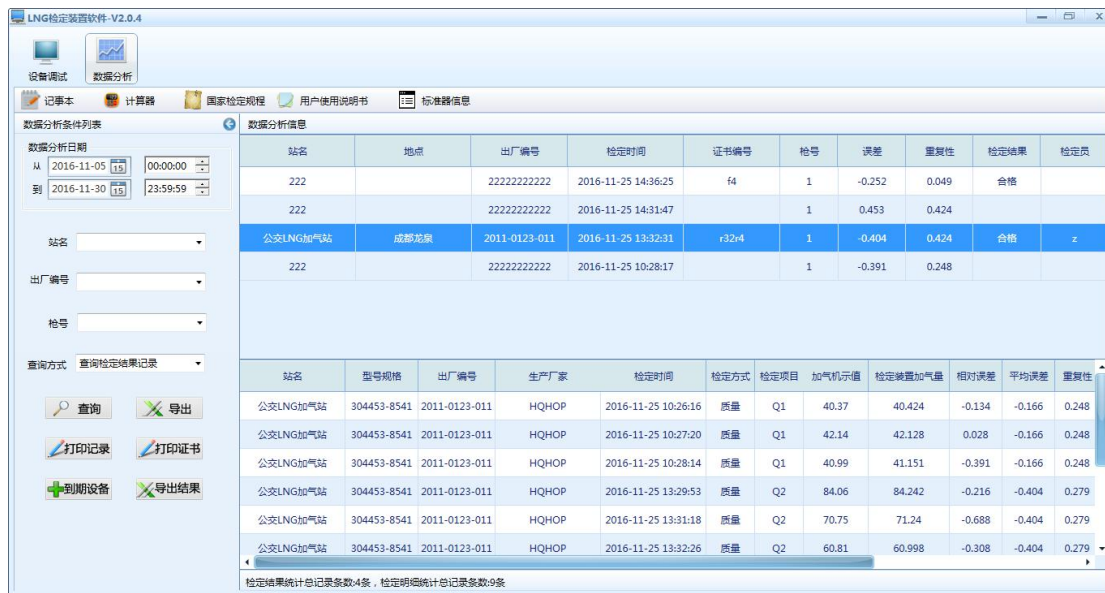 LNG检定装置软件-V2.0.4
设备调试 数据分析
记事本 计算器 国家检定规程 用户使用说明书 标准器信息
数据分析条件列表
数据分析日期
从 2016-11-05 15 00:00:00
到 2016-11-30 15 23:59:59
站名
出厂编号
枪号
查询方式 查询检定结果记录
查询 导出
打印记录 打印证书
到期设备 导出结果
数据分析信息
站名 地点 出厂编号 检定时间 证书编号 枪号 误差 重复性 检定结果 检定员
222 22222222222 2016-11-25 14:36:25 f4 1 -0.252 0.049 合格
222 22222222222 2016-11-25 14:31:47 1 0.453 0.424
公交LNG加气站 成都龙泉 2011-0123-011 2016-11-25 13:32:31 r32r4 1 -0.404 0.424 合格 z
222 22222222222 2016-11-25 10:28:17 1 -0.391 0.248
站名 型号规格 出厂编号 生产厂家 检定时间 检定方式 检定项目 加气机示值 检定装置加气量 相对误差 平均误差 重复性
公交LNG加气站 304453-8541 2011-0123-011 HQHOP 2016-11-25 10:26:16 质量 Q1 40.37 40.424 -0.134 -0.166 0.248
公交LNG加气站 304453-8541 2011-0123-011 HQHOP 2016-11-25 10:27:20 质量 Q1 42.14 42.128 0.028 -0.166 0.248
公交LNG加气站 304453-8541 2011-0123-011 HQHOP 2016-11-25 10:28:14 质量 Q1 40.99 41.151 -0.391 -0.166 0.248
公交LNG加气站 304453-8541 2011-0123-011 HQHOP 2016-11-25 13:29:53 质量 Q2 84.06 84.242 -0.216 -0.404 0.279
公交LNG加气站 304453-8541 2011-0123-011 HQHOP 2016-11-25 13:31:18 质量 Q2 70.75 71.24 -0.688 -0.404 0.279
公交LNG加气站 304453-8541 2011-0123-011 HQHOP 2016-11-25 13:32:26 质量 Q2 60.81 60.998 -0.308 -0.404 0.279
检定结果统计总记录条数:4条，检定明细统计总记录条数:9条